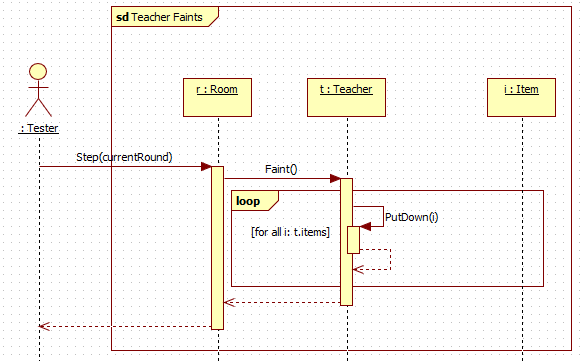 sd Teacher Faints
r : Room
t : Teacher
i : Item
: Tester
Step(currentRound)
Faint()
loop
PutDown(i)
[for all i: t.items]